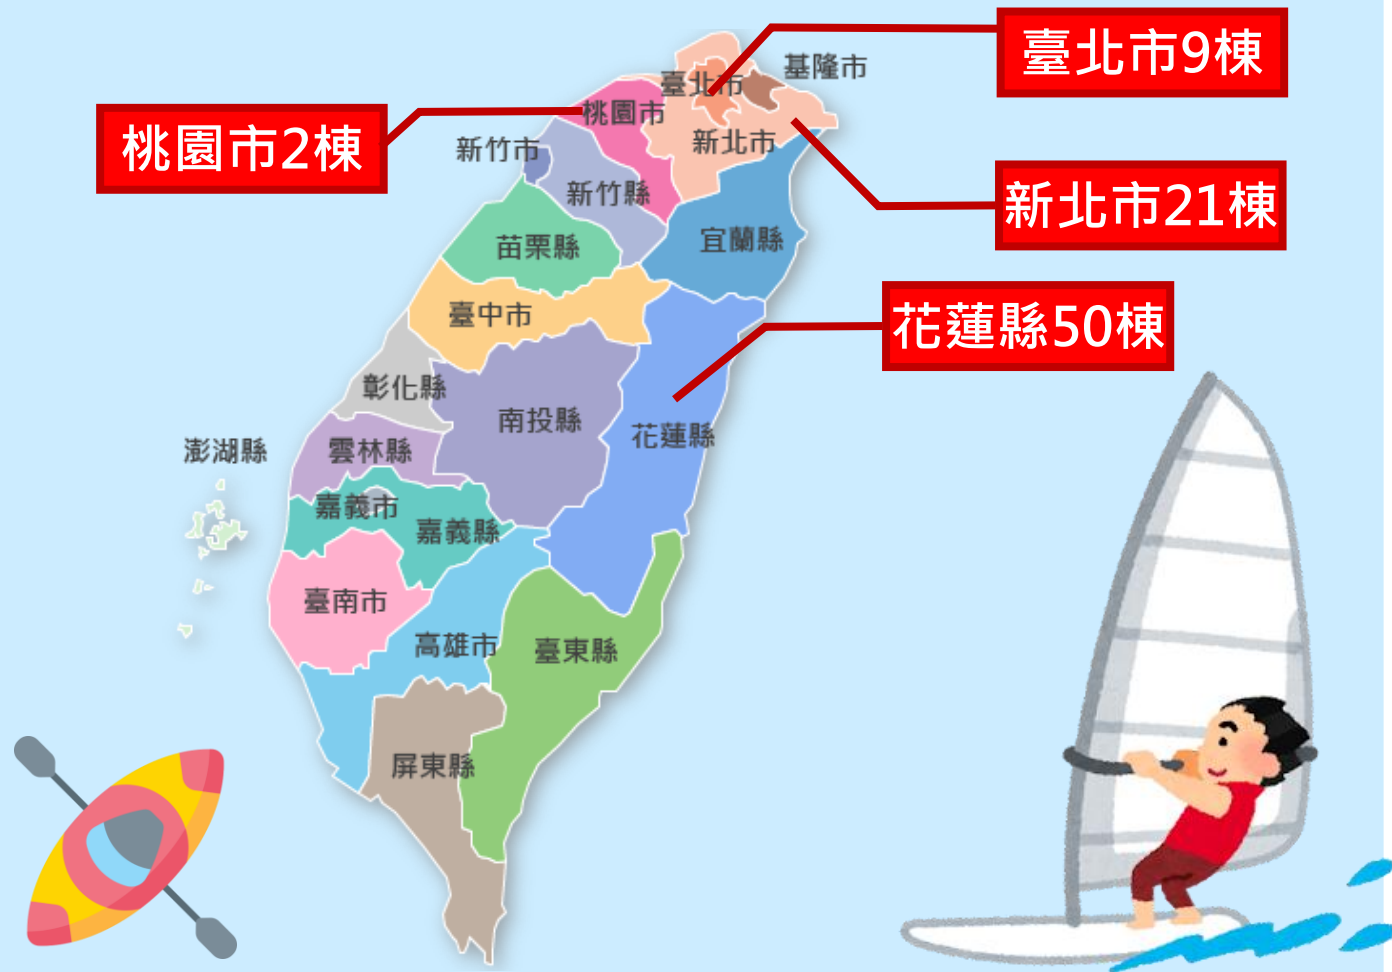 臺北市9棟
基隆市
臺北市
桃園市
桃園市2棟
新北市
新竹市
新竹縣
新北市21棟
宜蘭縣
苗栗縣
臺中市
花蓮縣50棟
彰化縣
南投縣
花蓮縣
雲林縣
澎湖縣
嘉義市
嘉義縣
臺南市
高雄市
臺東縣
屏東縣